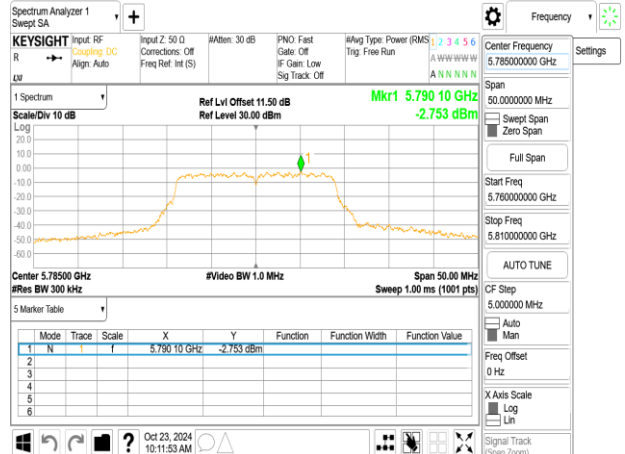 Spectrum Analyzer 1
Swept SA
+
Frequency
KEYSIGHT
R
Input: RF
Coupling: DC
Align: Auto
Input Z: 50 Ω
Corrections: Off
Freq Ref: Int (S)
#Atten: 30 dB
PNO: Fast
Gate: Off
IF Gain: Low
Sig Track: Off
#Avg Type: Power (RMS
Trig: Free Run
1 2 3 4 5 6
A W W W W W
A N N N N N
1 Spectrum
Scale/Div 10 dB
Ref Lvl Offset 11.50 dB
Ref Level 30.00 dBm
Mkr1 5.790 10 GHz
-2.753 dBm
Log
20.0
10.0
0.00
-10.0
-20.0
-30.0
-40.0
-50.0
-60.0
1
Center 5.78500 GHz
#Res BW 300 kHz
#Video BW 1.0 MHz
Span 50.00 MHz
Sweep 1.00 ms (1001 pts)
5 Marker Table
Mode Trace Scale X Y Function Function Width Function Value
1 N 1 f 5.790 10 GHz -2.753 dBm
2
3
4
5
6
?
Oct 23, 2024
10:11:53 AM
Center Frequency
5.785000000 GHz
Settings
Span
50.0000000 MHz
Swept Span
Zero Span
Full Span
Start Freq
5.760000000 GHz
Stop Freq
5.810000000 GHz
AUTO TUNE
CF Step
5.000000 MHz
Auto
Man
Freq Offset
0 Hz
X Axis Scale
Log
Lin
Signal Track
(Span Zoom)